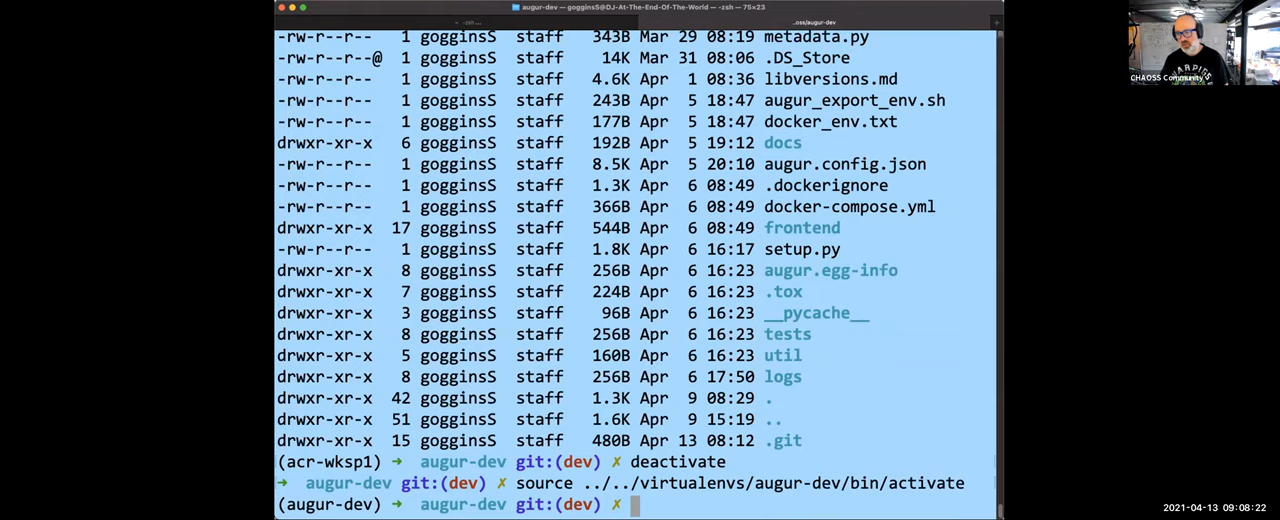 augur-dev — gogginsS@DJ-At-The-End-Of-The-World — -zsh — 75×23
-zsh ...
..oss/augur-dev
-rw-r--r-- 1 gogginsS staff 343B Mar 29 08:19 metadata.py
-rw-r--r--@ 1 gogginsS staff 14K Mar 31 08:06 .DS_Store
-rw-r--r-- 1 gogginsS staff 4.6K Apr 1 08:36 libversions.md
-rw-r--r-- 1 gogginsS staff 243B Apr 5 18:47 augur_export_env.sh
-rw-r--r-- 1 gogginsS staff 177B Apr 5 18:47 docker_env.txt
drwxr-xr-x 6 gogginsS staff 192B Apr 5 19:12 docs
-rw-r--r-- 1 gogginsS staff 8.5K Apr 5 20:10 augur.config.json
-rw-r--r-- 1 gogginsS staff 1.3K Apr 6 08:49 .dockerignore
-rw-r--r-- 1 gogginsS staff 366B Apr 6 08:49 docker-compose.yml
drwxr-xr-x 17 gogginsS staff 544B Apr 6 08:49 frontend
-rw-r--r-- 1 gogginsS staff 1.8K Apr 6 16:17 setup.py
drwxr-xr-x 8 gogginsS staff 256B Apr 6 16:23 augur.egg-info
drwxr-xr-x 7 gogginsS staff 224B Apr 6 16:23 .tox
drwxr-xr-x 3 gogginsS staff 96B Apr 6 16:23 __pycache__
drwxr-xr-x 8 gogginsS staff 256B Apr 6 16:23 tests
drwxr-xr-x 5 gogginsS staff 160B Apr 6 16:23 util
drwxr-xr-x 8 gogginsS staff 256B Apr 6 17:50 logs
drwxr-xr-x 42 gogginsS staff 1.3K Apr 9 08:29 .
drwxr-xr-x 51 gogginsS staff 1.6K Apr 9 15:19 ..
drwxr-xr-x 15 gogginsS staff 480B Apr 13 08:12 .git
(acr-wksp1) ➜ augur-dev git:(dev) ✗ deactivate
➜ augur-dev git:(dev) ✗ source ../../virtualenvs/augur-dev/bin/activate
(augur-dev) ➜ augur-dev git:(dev) ✗
CHAOSS Community
2021-04-13 09:08:22